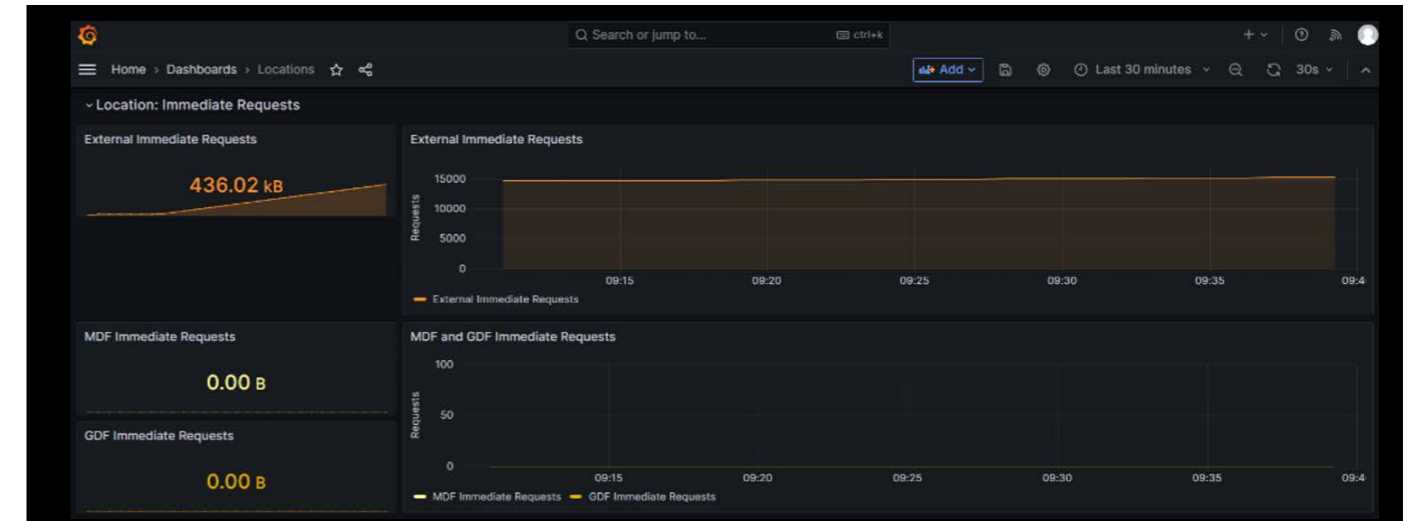 Search or jump to... ctrl+k
Home › Dashboards › Locations Add Last 30 minutes 30s
Location: Immediate Requests
External Immediate Requests
436.02 kB
External Immediate Requests
Requests
15000
10000
5000
0
09:15 09:20 09:25 09:30 09:35 09:4
External Immediate Requests
MDF Immediate Requests
0.00 B
GDF Immediate Requests
0.00 B
MDF and GDF Immediate Requests
Requests
100
50
0
09:15 09:20 09:25 09:30 09:35 09:4
MDF Immediate Requests GDF Immediate Requests